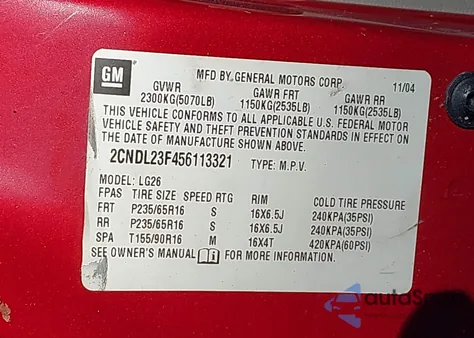 GM
MFD BY GENERAL MOTORS CORP
11/04
GVWR GAWR FRT GAWR RR
2300KG(5070LB) 1150KG(2535LB) 1150KG(2535LB)
THIS VEHICLE CONFORMS TO ALL APPLICABLE U.S. FEDERAL MOTOR
VEHICLE SAFETY AND THEFT PREVENTION STANDARDS IN EFFECT ON
THE DATE OF MANUFACTURE SHOWN ABOVE.
2CNDL23F456113321 TYPE: M.P.V.
MODEL: LG26
FPAS TIRE SIZE SPEED RTG RIM COLD TIRE PRESSURE
FRT P235/65R16 S 16X6.5J 240KPA(35PSI)
RR P235/65R16 S 16X6.5J 240KPA(35PSI)
SPA T155/90R16 M 16X4T 420KPA(60PSI)
SEE OWNER'S MANUAL FOR MORE INFORMATION